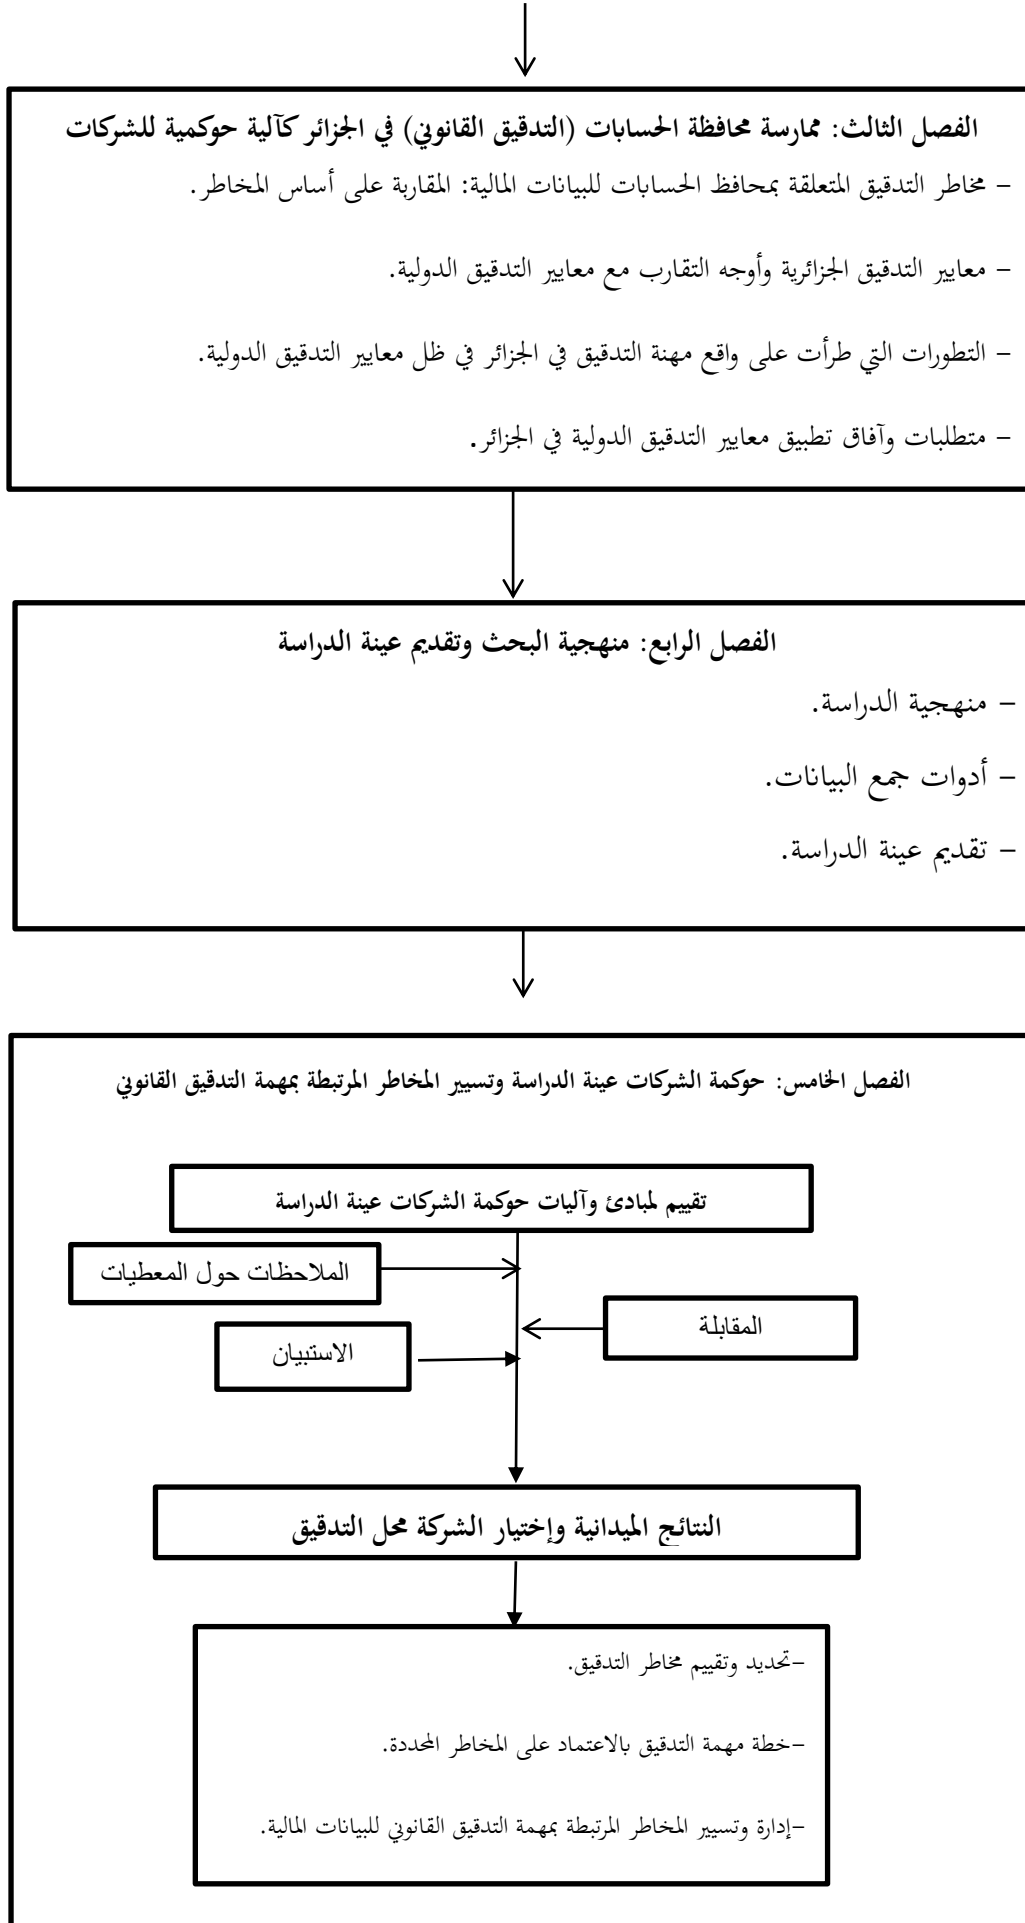 الفصل الثالث: ممارسة محافظة الحسابات (التدقيق القانوني) في الجزائر كآلية حوكمية للشركات
- مخاطر التدقيق المتعلقة بمحافظ الحسابات للبيانات المالية: المقاربة على أساس المخاطر.
- معايير التدقيق الجزائرية وأوجه التقارب مع معايير التدقيق الدولية.
- التطورات التي طرأت على واقع مهنة التدقيق في الجزائر في ظل معايير التدقيق الدولية.
- متطلبات وآفاق تطبيق معايير التدقيق الدولية في الجزائر.
الفصل الرابع: منهجية البحث وتقديم عينة الدراسة
- منهجية الدراسة.
- أدوات جمع البيانات.
- تقديم عينة الدراسة.
الفصل الخامس: حوكمة الشركات عينة الدراسة وتسيير المخاطر المرتبطة بمهمة التدقيق القانوني
تقييم لمبادئ وآليات حوكمة الشركات عينة الدراسة
الملاحظات حول المعطيات
المقابلة
الاستبيان
النتائج الميدانية وإختيار الشركة محل التدقيق
-تحديد وتقييم مخاطر التدقيق.
-خطة مهمة التدقيق بالاعتماد على المخاطر المحددة.
-إدارة وتسيير المخاطر المرتبطة بمهمة التدقيق القانوني للبيانات المالية.